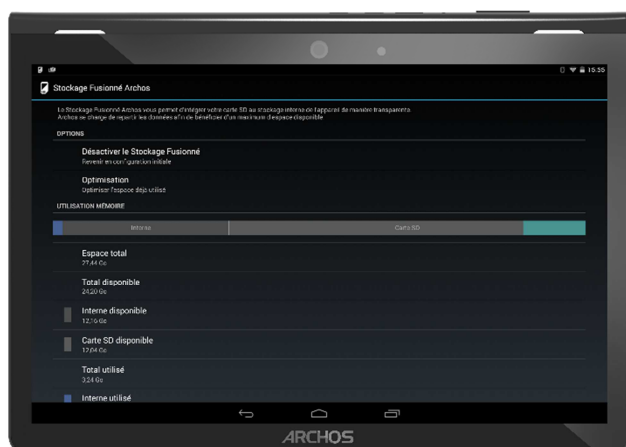 15:35
Stockage Fusionné Archos
Le Stockage Fusionné Archos vous permet d'intégrer votre carte SD au stockage interne de l'appareil de manière transparente
Archos se charge de repartir les données afin de bénéficier d'un maximum d'espace disponible
OPTIONS
Désactiver le Stockage Fusionné
Revenir en configuration initiale
Optimisation
Optimiser l'espace déjà utilisé
UTILISATION MÉMOIRE
Interne Carte SD
Espace total
27,44 Go
Total disponible
24,20 Go
Interne disponible
12,16 Go
Carte SD disponible
12,04 Go
Total utilisé
3,24 Go
Interne utilisé
ARCHOS